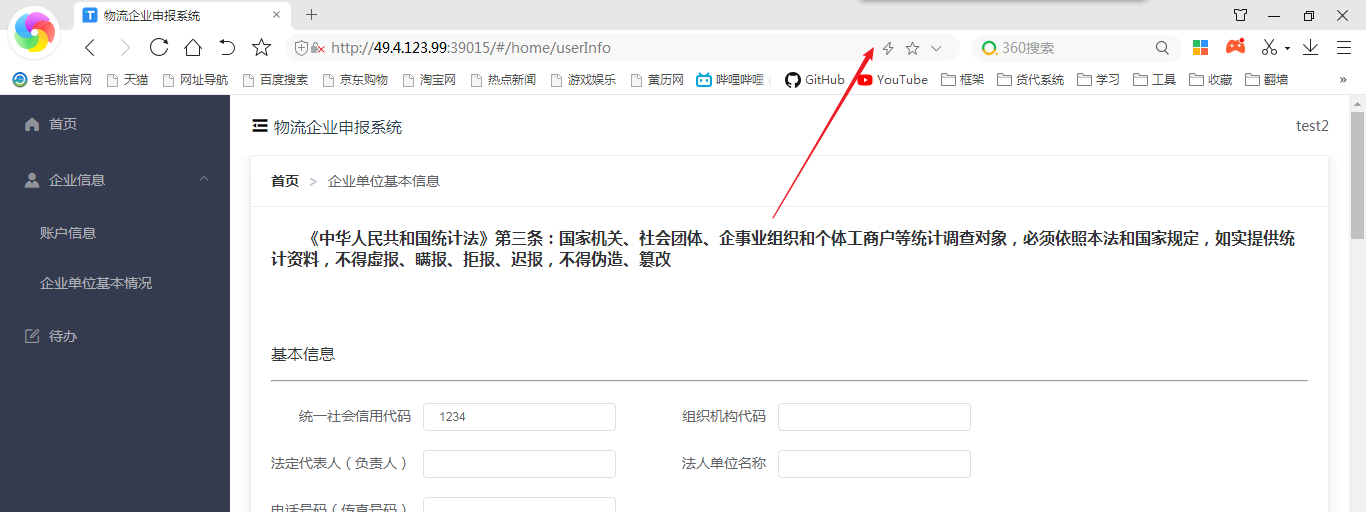 物流企业申报系统
http://49.4.123.99:39015/#/home/userInfo
360搜索
老毛桃官网 天猫 网址导航 百度搜索 京东购物 淘宝网 热点新闻 游戏娱乐 黄历网 哔哩哔哩 GitHub YouTube 框架 货代系统 学习 工具 收藏 翻墙 »
首页
企业信息
账户信息
企业单位基本情况
待办
物流企业申报系统
test2
首页 > 企业单位基本信息
《中华人民共和国统计法》第三条：国家机关、社会团体、企事业组织和个体工商户等统计调查对象，必须依照本法和国家规定，如实提供统
计资料，不得虚报、瞒报、拒报、迟报，不得伪造、篡改
基本信息
统一社会信用代码 1234 组织机构代码
法定代表人（负责人） 法人单位名称
电话号码（传真号码）